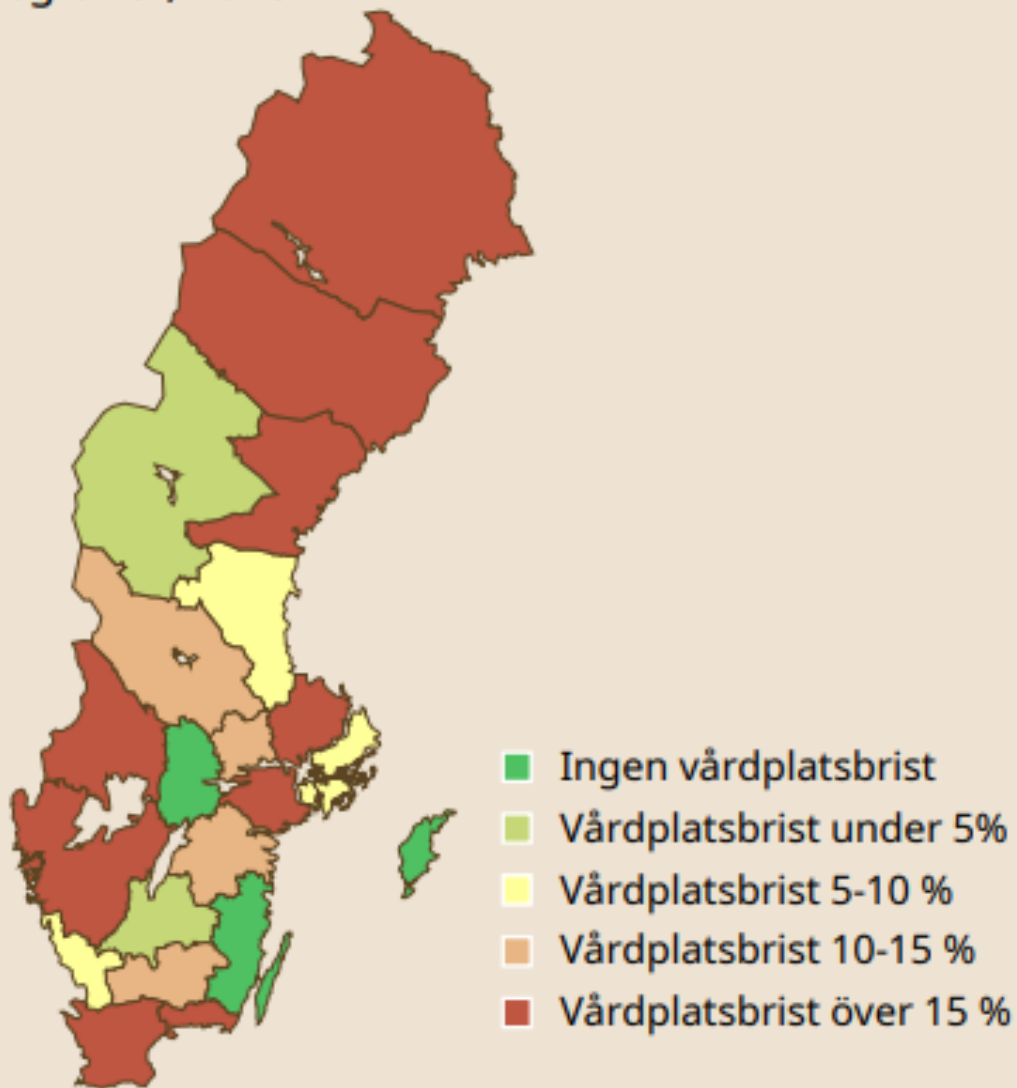 Ingen vårdplatsbrist
Vårdplatsbrist under 5%
Vårdplatsbrist 5-10 %
Vårdplatsbrist 10-15 %
Vårdplatsbrist över 15 %